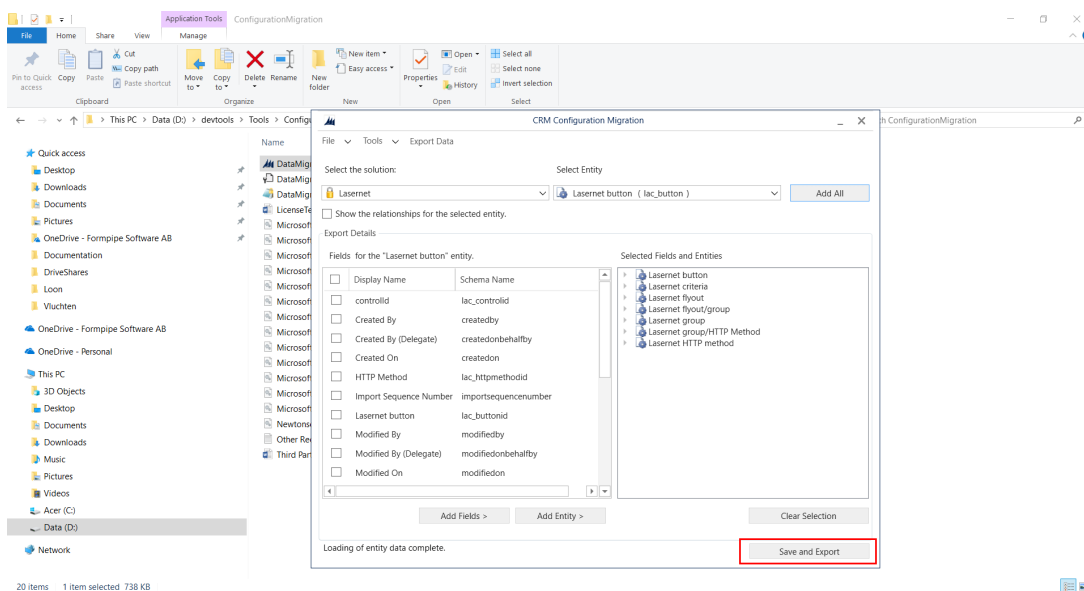 Application Tools ConfigurationMigration
File Home Share View Manage
Pin to Quick access
Copy
Paste
Cut
Copy path
Paste shortcut
Move to
Copy to
Delete
Rename
New folder
New item
Easy access
Properties
Open
Edit
History
Select all
Select none
Invert selection
Clipboard Organize New Open Select
> This PC > Data (D:) > devtools > Tools >
ConfigurationMigration
Quick access
Desktop
Downloads
Documents
Pictures
OneDrive - Formpipe Software AB
Documentation
DriveShares
Loon
Vluchten
OneDrive - Formpipe Software AB
OneDrive - Personal
This PC
3D Objects
Desktop
Documents
Downloads
Music
Pictures
Videos
Acer (C:)
Data (D:)
Network
Name
DataMig
DataMig
DataMig
LicenseTe
Microsof
Microsof
Microsof
Microsof
Microsof
Microsof
Microsof
Microsof
Microsof
Microsof
Microsof
Microsof
Microsof
Newtons
Other Re
Third Par
CRM Configuration Migration
File Tools Export Data
Select the solution: Select Entity
Lasernet Lasernet button ( lac_button ) Add All
Show the relationships for the selected entity.
Export Details
Fields for the "Lasernet button" entity.
Display Name Schema Name
controlId lac_controlid
Created By createdby
Created By (Delegate) createdonbehalfby
Created On createdon
HTTP Method lac_httpmethodid
Import Sequence Number importsequencenumber
Lasernet button lac_buttonid
Modified By modifiedby
Modified By (Delegate) modifiedonbehalfby
Modified On modifiedon
Selected Fields and Entities
Lasernet button
Lasernet criteria
Lasernet flyout
Lasernet flyout/group
Lasernet group
Lasernet group/HTTP Method
Lasernet HTTP method
Add Fields > Add Entity > Clear Selection
Loading of entity data complete. Save and Export
20 items 1 item selected 738 KB